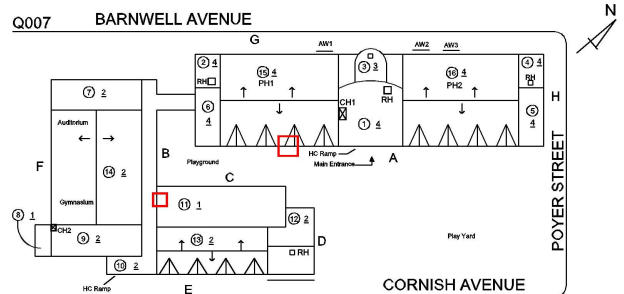 Q007 BARNWELL AVENUE
N
G
AW1 AW2 AW3
2 4
3 3
4 4
RH
15 4
PH1
16 4
PH2
RH
RH
7 2
6
4
CH1
1 4
5
4
H
Auditorium
HC Ramp
Main Entrance
A
F
B
Playground
14 2
C
Gymnasium
11 1
8 1
CH2
9 2
13 2
12 2
D
RH
Play Yard
10 2
HC Ramp
E
POYER STREET
CORNISH AVENUE